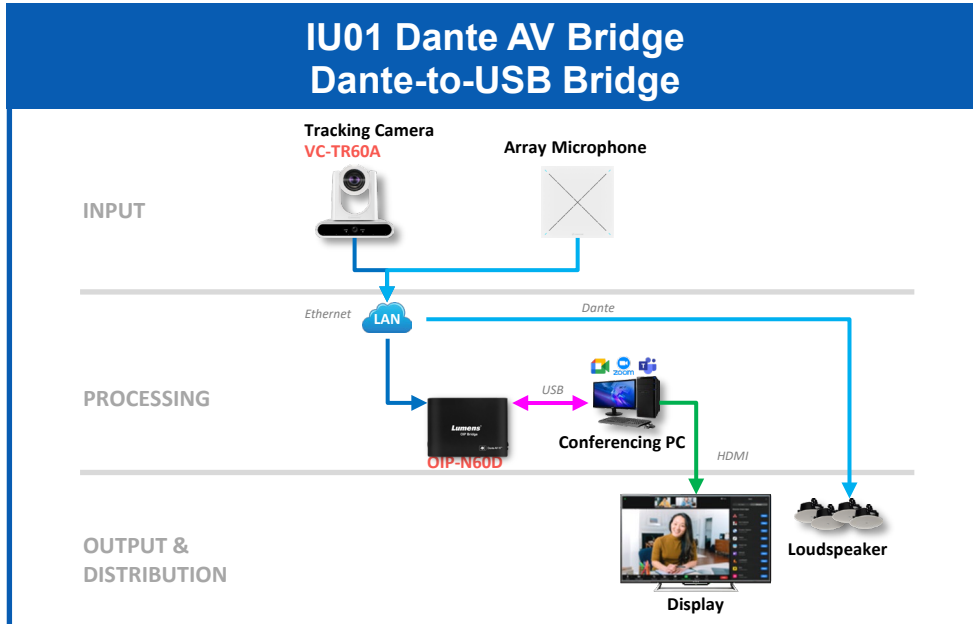 IU01 Dante AV Bridge
Dante-to-USB Bridge
Tracking Camera
VC-TR60A
Array Microphone
INPUT
Ethernet
LAN
Dante
PROCESSING
USB
zoom
Lumens
OIP Bridge
OIP-N60D
Conferencing PC
HDMI
OUTPUT &
DISTRIBUTION
Loudspeaker
Display